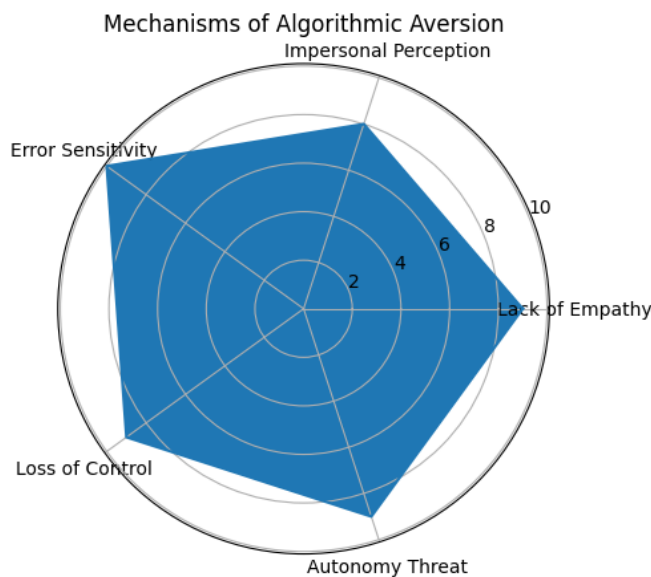 Mechanisms of Algorithmic Aversion
Impersonal Perception
Error Sensitivity
10
8
6
4
2
Lack of Empathy
Loss of Control
Autonomy Threat